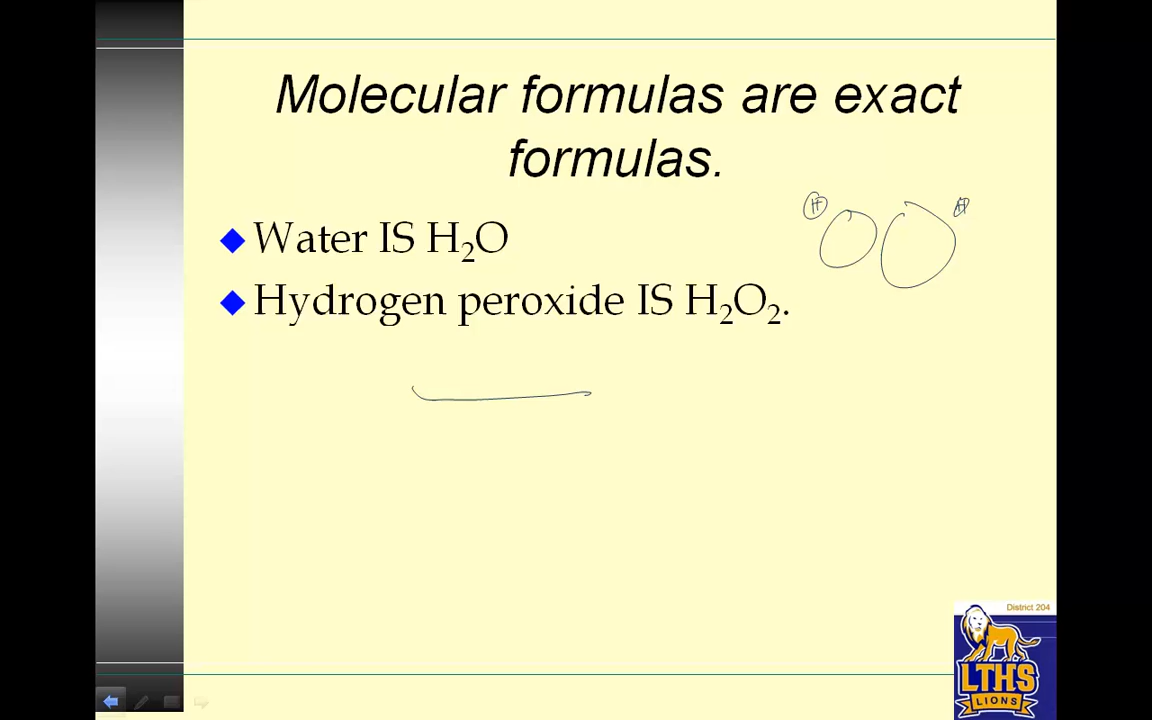 Molecular formulas are exact
formulas.
H H
Water IS H₂O
Hydrogen peroxide IS H₂O₂.
District 204
LTHS
LIONS